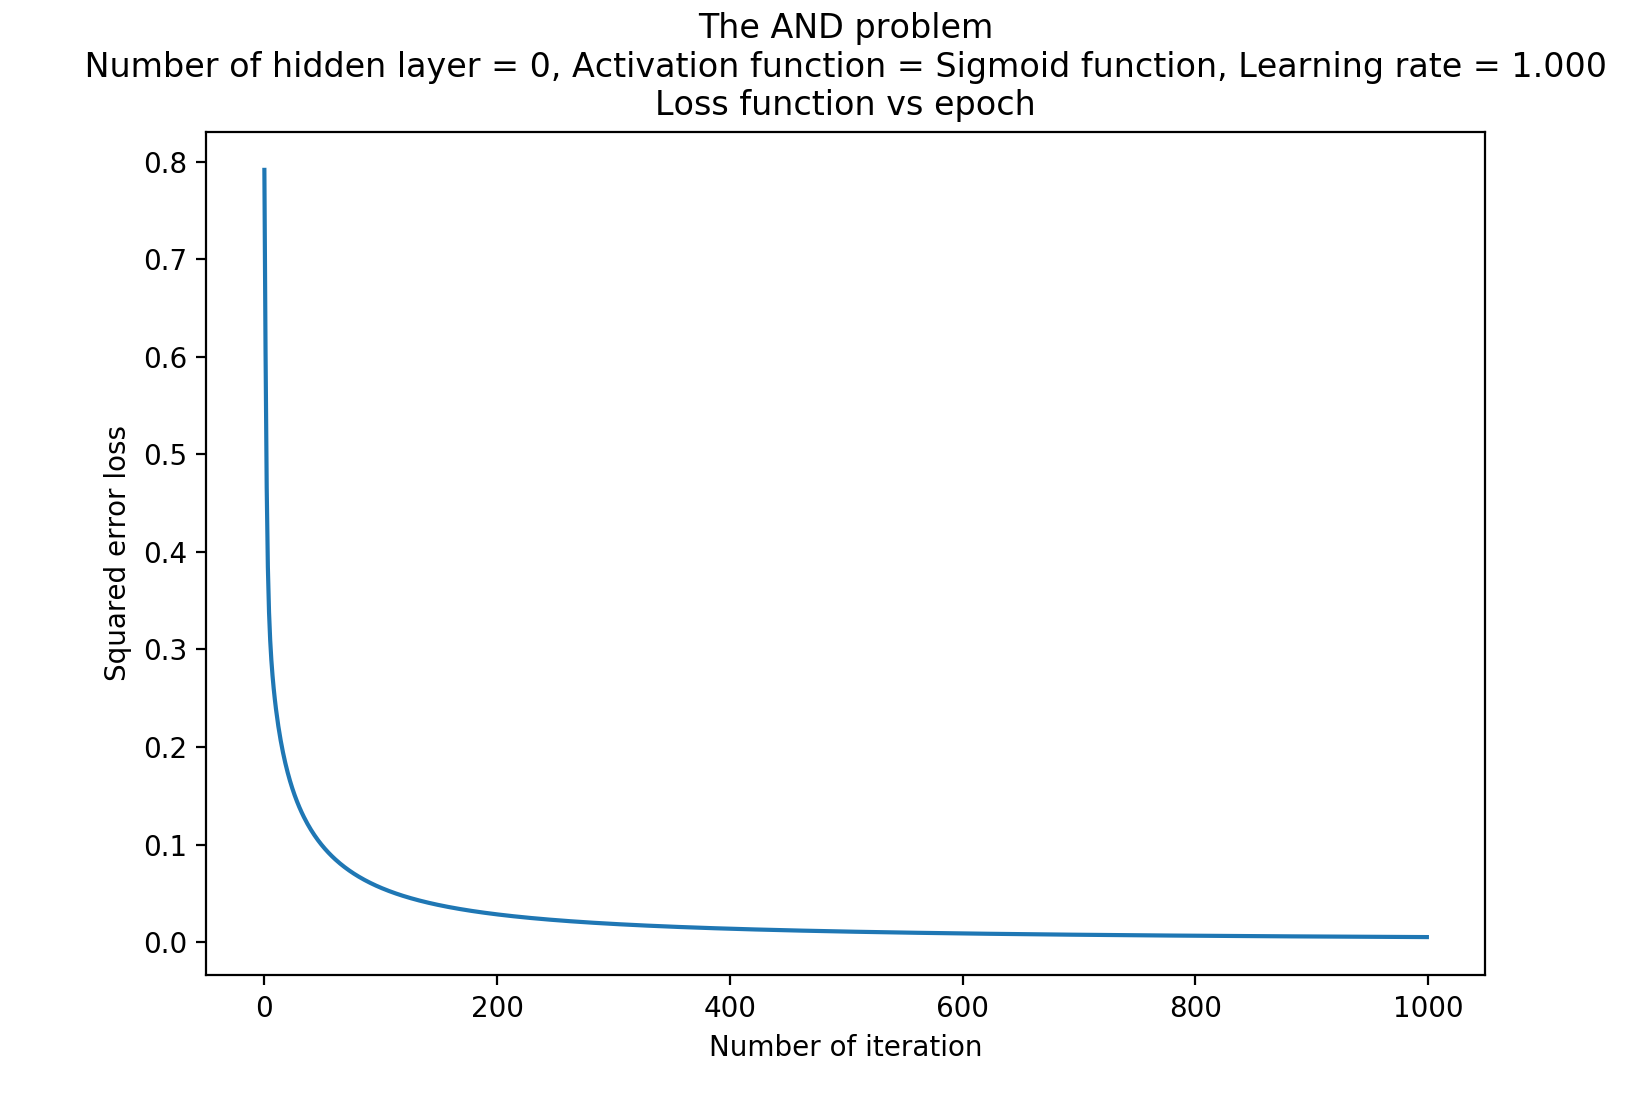 The AND problem
Number of hidden layer = 0, Activation function = Sigmoid function, Learning rate = 1.000
Loss function vs epoch
0.8
0.7
0.6
0.5
0.4
0.3
0.2
0.1
0.0
Squared error loss
0 200 400 600 800 1000
Number of iteration